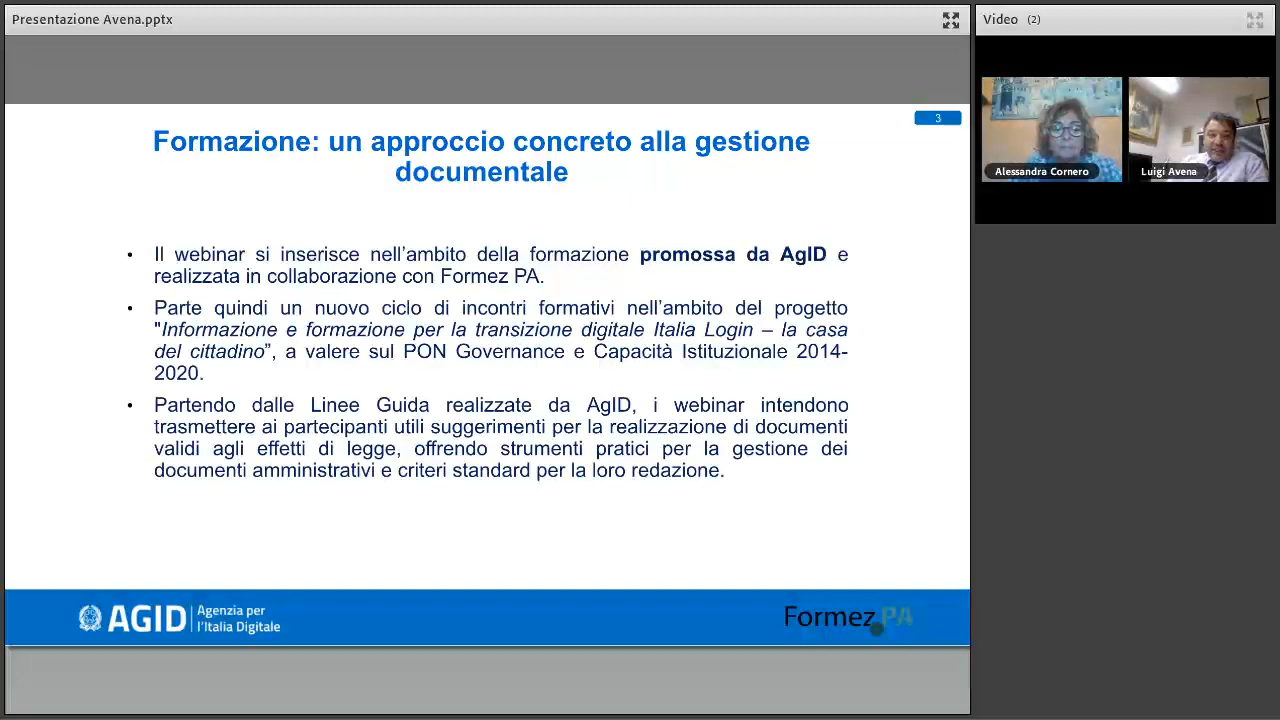 Presentazione Avena.pptx
Video (2)
3
Formazione: un approccio concreto alla gestione
documentale
• Il webinar si inserisce nell’ambito della formazione promossa da AgID e
realizzata in collaborazione con Formez PA.
• Parte quindi un nuovo ciclo di incontri formativi nell’ambito del progetto
"Informazione e formazione per la transizione digitale Italia Login – la casa
del cittadino”, a valere sul PON Governance e Capacità Istituzionale 2014-
2020.
• Partendo dalle Linee Guida realizzate da AgID, i webinar intendono
trasmettere ai partecipanti utili suggerimenti per la realizzazione di documenti
validi agli effetti di legge, offrendo strumenti pratici per la gestione dei
documenti amministrativi e criteri standard per la loro redazione.
AGID Agenzia per
l’Italia Digitale
Formez PA
Alessandra Cornero
Luigi Avena